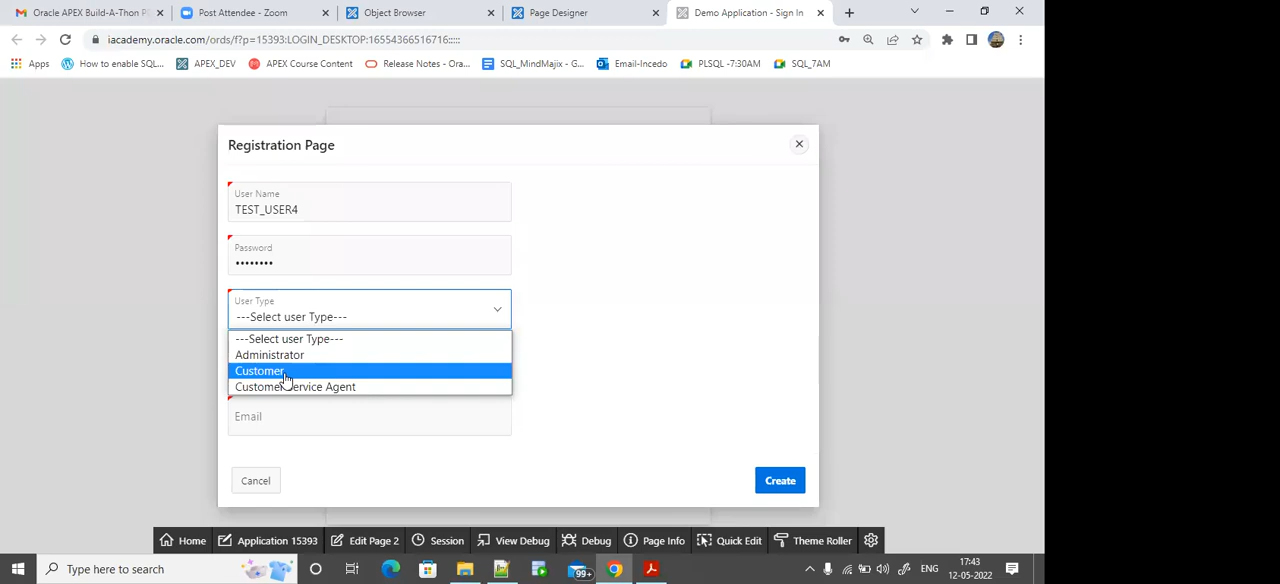 Oracle APEX Build-A-Thon P
Post Attendee - Zoom
Object Browser
Page Designer
Demo Application - Sign In
iacademy.oracle.com/ords/f?p=15393:LOGIN_DESKTOP:16554366516716:::::
Apps
How to enable SQL...
APEX_DEV
APEX Course Content
Release Notes - Ora...
SQL_MindMajix - G...
Email-Incedo
PLSQL -7:30AM
SQL_7AM
Registration Page
User Name
TEST_USER4
Password
••••••••
User Type
---Select user Type---
---Select user Type---
Administrator
Customer
Customer Service Agent
Email
Cancel
Create
Home
Application 15393
Edit Page 2
Session
View Debug
Debug
Page Info
Quick Edit
Theme Roller
Type here to search
99+
ENG
17:43
12-05-2022